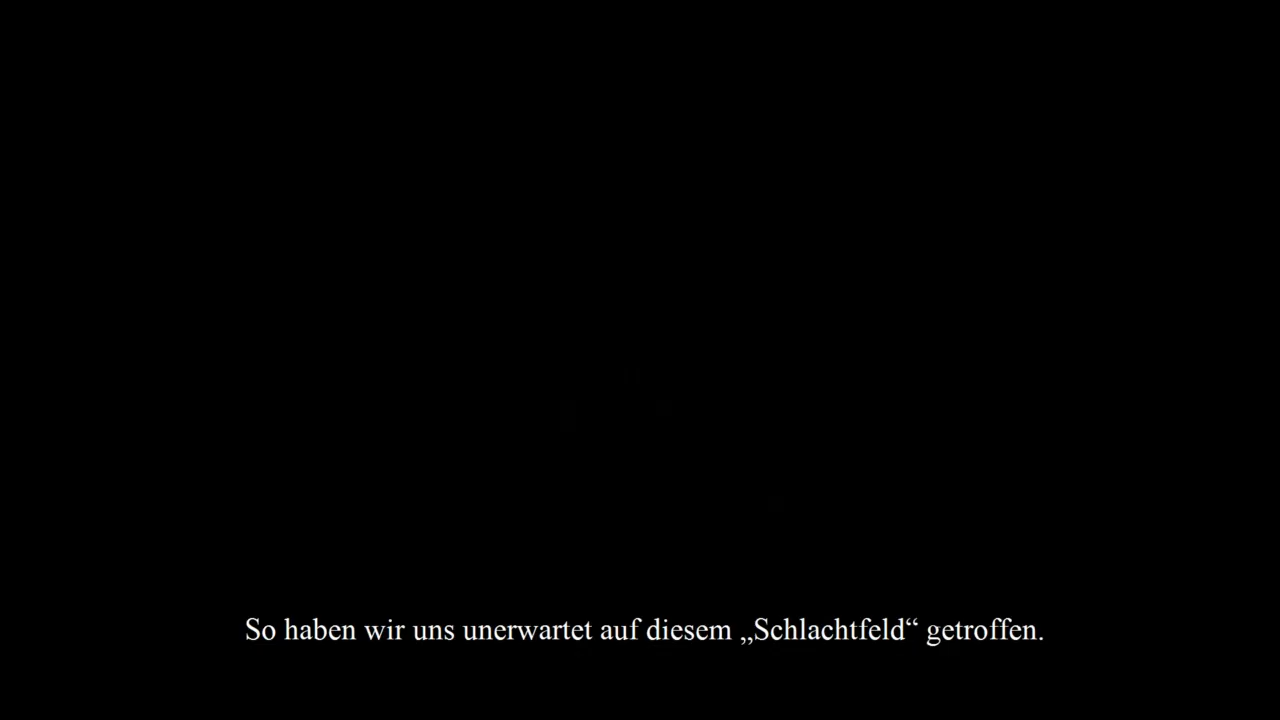 So haben wir uns unerwartet auf diesem „Schlachtfeld“ getroffen.